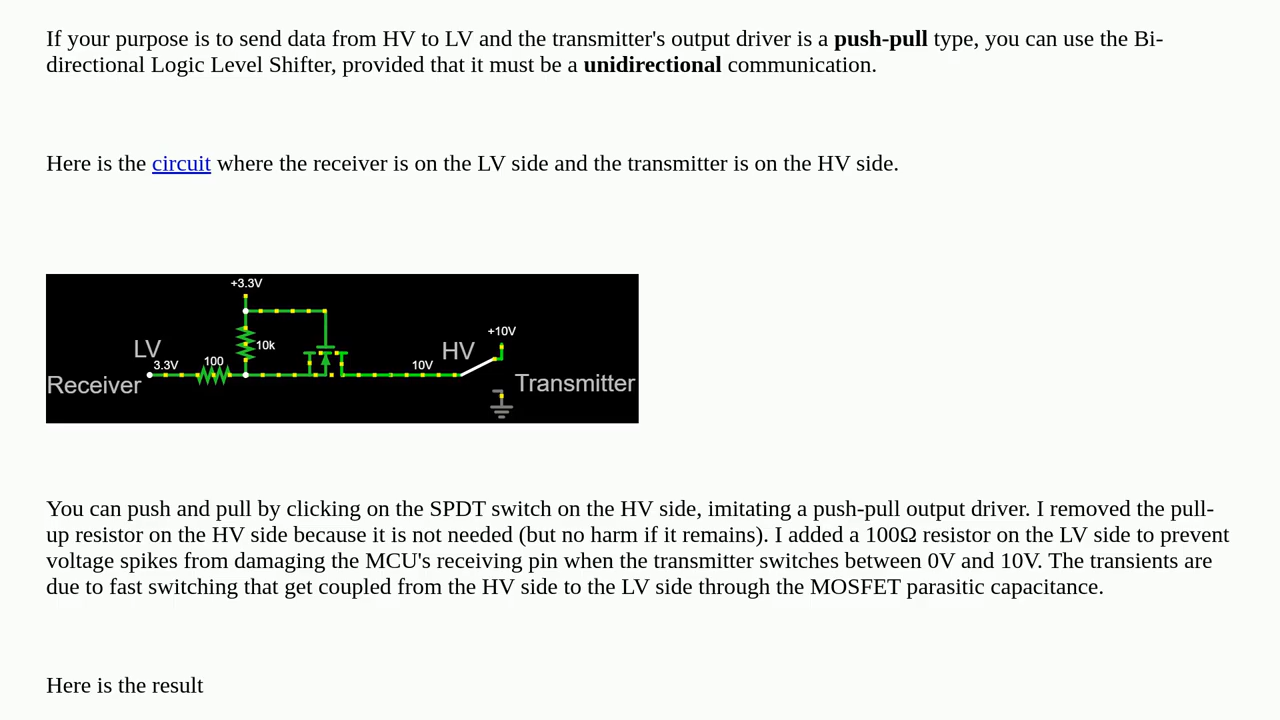 If your purpose is to send data from HV to LV and the transmitter's output driver is a push-pull type, you can use the Bi-
directional Logic Level Shifter, provided that it must be a unidirectional communication.
Here is the circuit where the receiver is on the LV side and the transmitter is on the HV side.
+3.3V
+10V
LV
10k
HV
3.3V
100
10V
Receiver
Transmitter
You can push and pull by clicking on the SPDT switch on the HV side, imitating a push-pull output driver. I removed the pull-
up resistor on the HV side because it is not needed (but no harm if it remains). I added a 100Ω resistor on the LV side to prevent
voltage spikes from damaging the MCU's receiving pin when the transmitter switches between 0V and 10V. The transients are
due to fast switching that get coupled from the HV side to the LV side through the MOSFET parasitic capacitance.
Here is the result